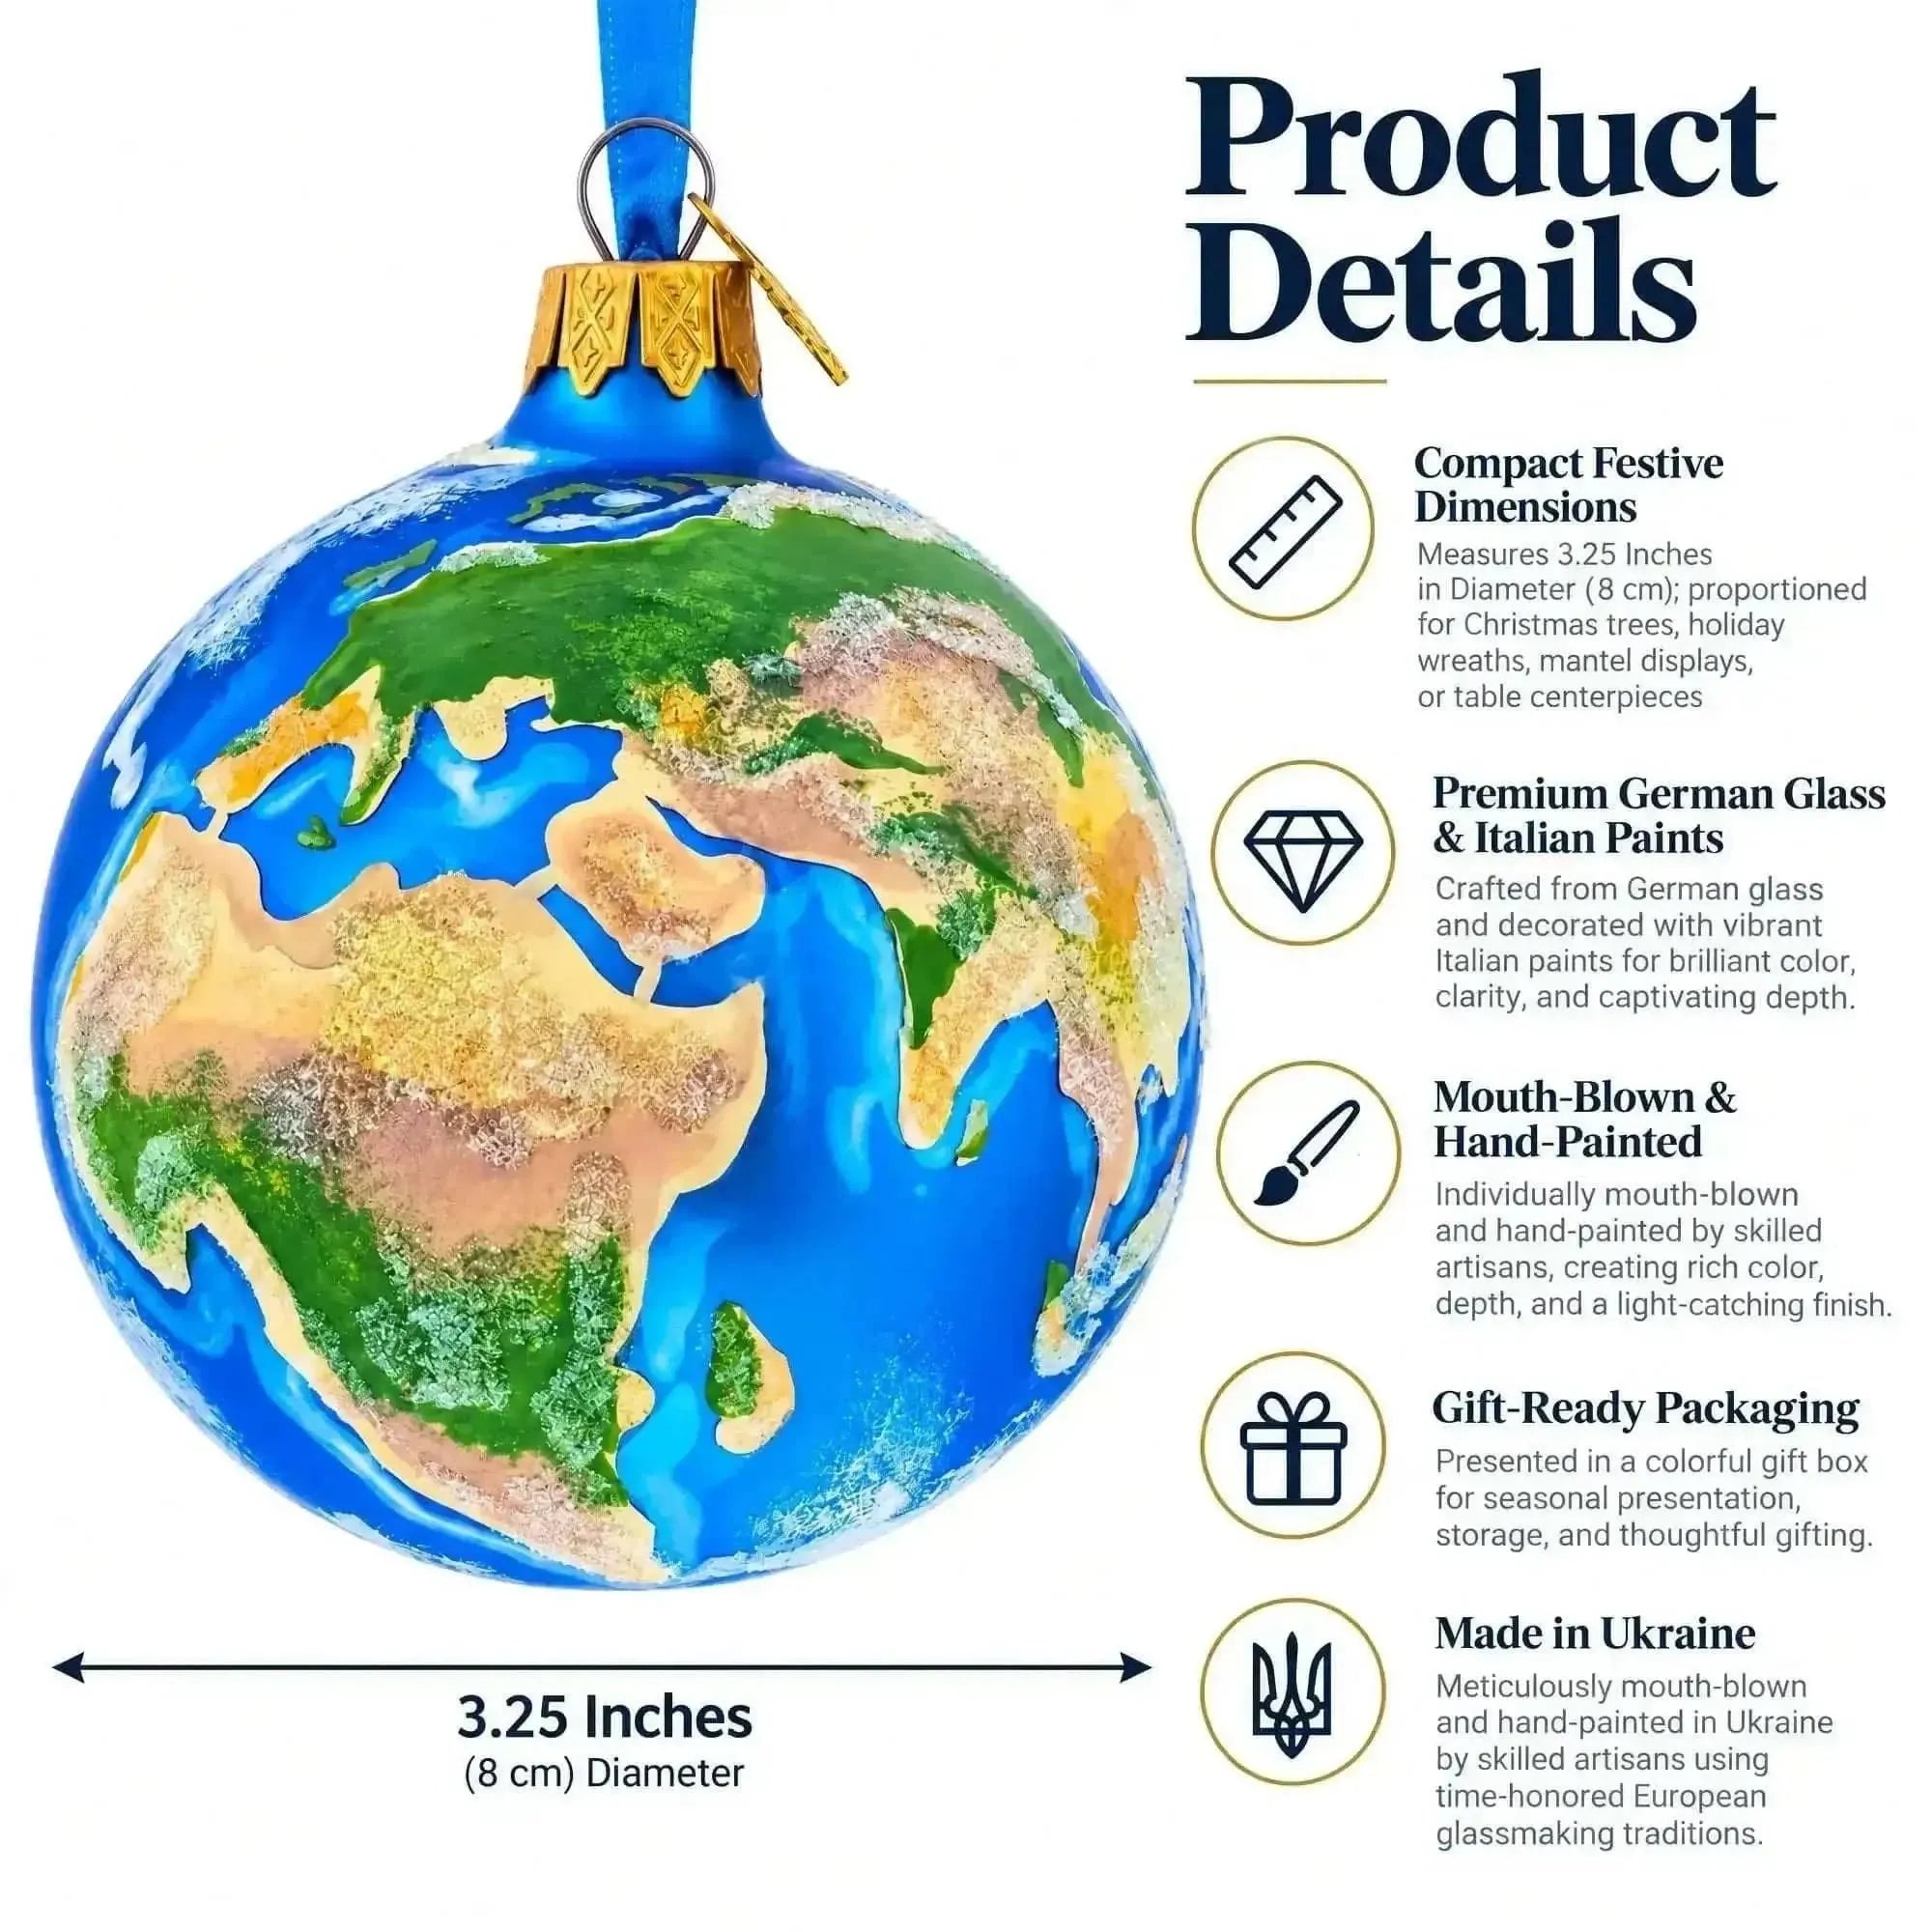 Product
Details
Compact Festive
Dimensions
Measures 3.25 Inches
in Diameter (8 cm); proportioned
for Christmas trees, holiday
wreaths, mantel displays,
or table centerpieces
Premium German Glass
& Italian Paints
Crafted from German glass
and decorated with vibrant
Italian paints for brilliant color,
clarity, and captivating depth.
Mouth-Blown &
Hand-Painted
Individually mouth-blown
and hand-painted by skilled
artisans, creating rich color,
depth, and a light-catching finish.
Gift-Ready Packaging
Presented in a colorful gift box
for seasonal presentation,
storage, and thoughtful gifting.
Made in Ukraine
Meticulously mouth-blown
and hand-painted in Ukraine
by skilled artisans using
time-honored European
glassmaking traditions.
3.25 Inches
(8 cm) Diameter